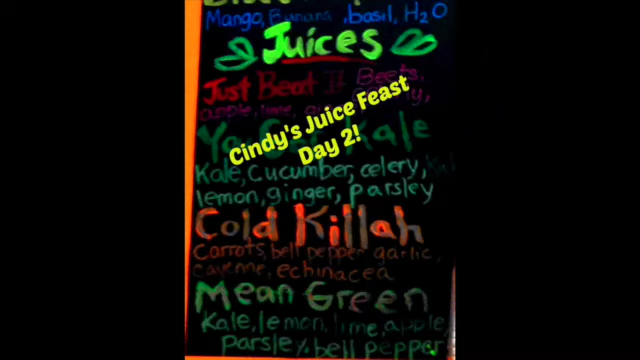 Mango, Banana, basil, H2O
Juices
Just Beat It Beets,
apple, lime,
Cindy's Juice Feast
Day 2!
Kale
Kale, Cucumber, celery,
lemon, ginger, parsley
Cold Killah
Carrots, bell pepper garlic,
cayenne, echinacea
Mean Green
Kale, lemon, lime, apple,
Parsley, bell pepper